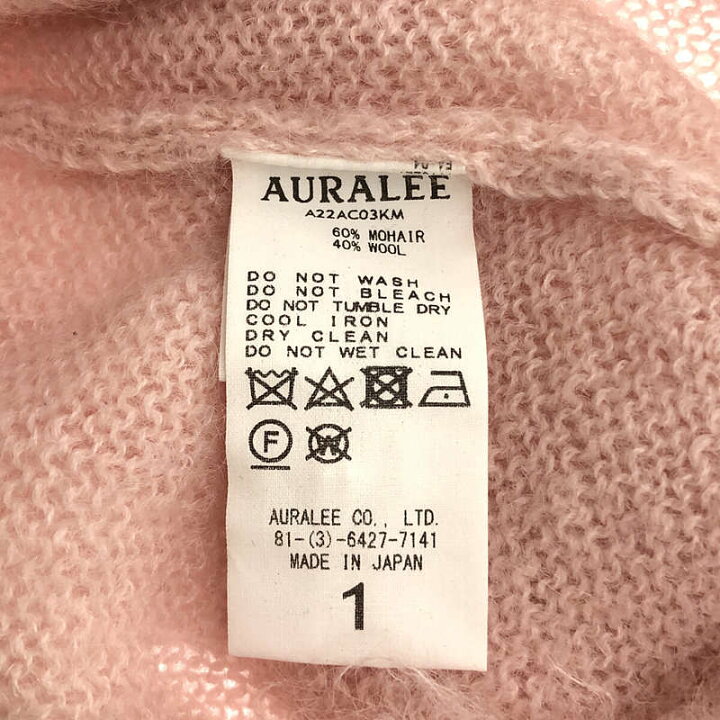 AURALEE
A22AC03KM
60% MOHAIR
40% WOOL
DO NOT WASH
DO NOT BLEACH
DO NOT TUMBLE DRY
COOL IRON
DRY CLEAN
DO NOT WET CLEAN
F W
AURALEE CO., LTD.
81-(3)-6427-7141
MADE IN JAPAN
1